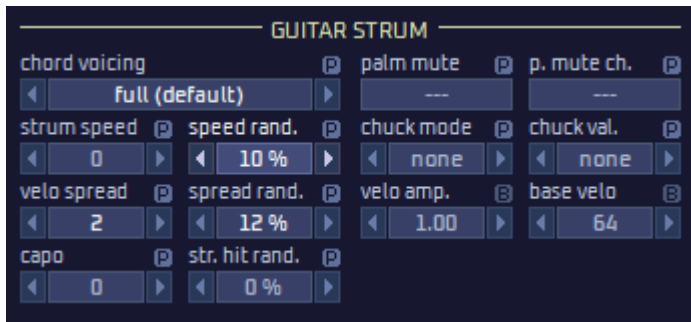 GUITAR STRUM
chord voicing P palm mute P p. mute ch. P
full (default) --- ---
strum speed P speed rand. P chuck mode P chuck val. P
0 10 % none none
velo spread P spread rand. P velo amp. B base velo B
2 12 % 1.00 64
capo P str. hit rand. P
0 0 %